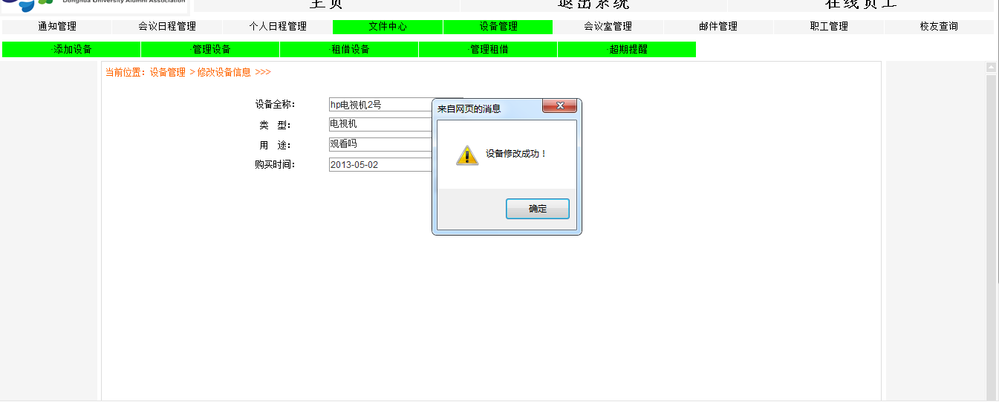 Donghua University Alumni Association
主页 退出系统 在线员工
通知管理 会议日程管理 个人日程管理 文件中心 设备管理 会议室管理 邮件管理 职工管理 校友查询
·添加设备 ·管理设备 ·租借设备 ·管理租借 ·超期提醒
当前位置：设备管理 > 修改设备信息 >>>
设备全称： hp电视机2号
类 型： 电视机
用 途： 观看吗
购买时间： 2013-05-02
来自网页的消息
设备修改成功！
确定